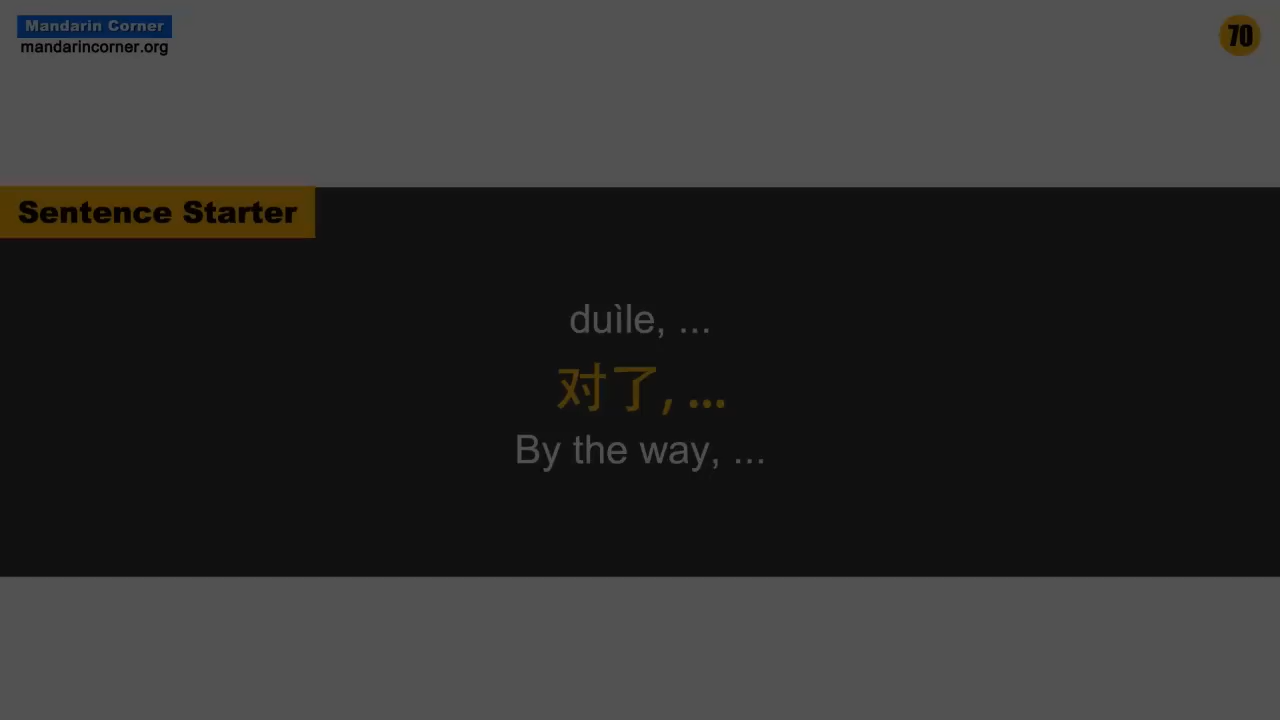 Mandarin Corner
mandarincorner.org
70
Sentence Starter
duìle, ...
对了, ...
By the way, ...